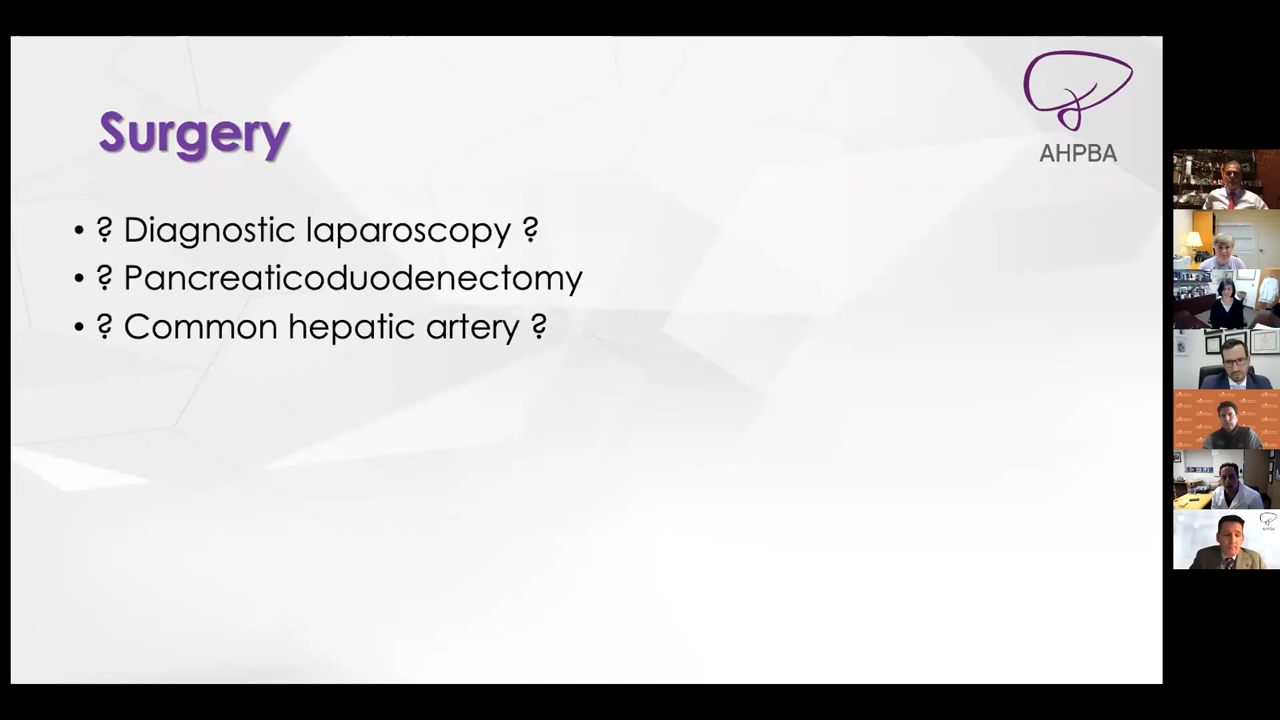 Surgery
AHPBA
• ? Diagnostic laparoscopy ?
• ? Pancreaticoduodenectomy
• ? Common hepatic artery ?